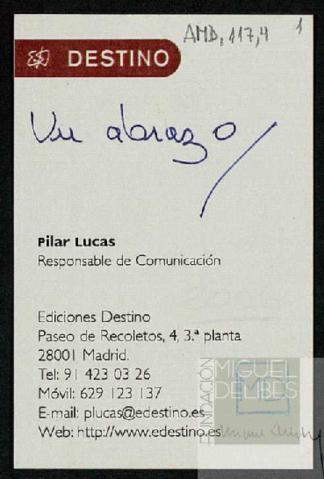 AMD, 117,4
1
DESTINO
Un abrazo
Pilar Lucas
Responsable de Comunicación
Ediciones Destino
Paseo de Recoletos, 4, 3.ª planta
28001 Madrid.
Tel: 91 423 03 26
Móvil: 629 123 137
E-mail: plucas@edestino.es
Web: http://www.edestino.es
FUNDACIÓN
MIGUEL
DELIBES